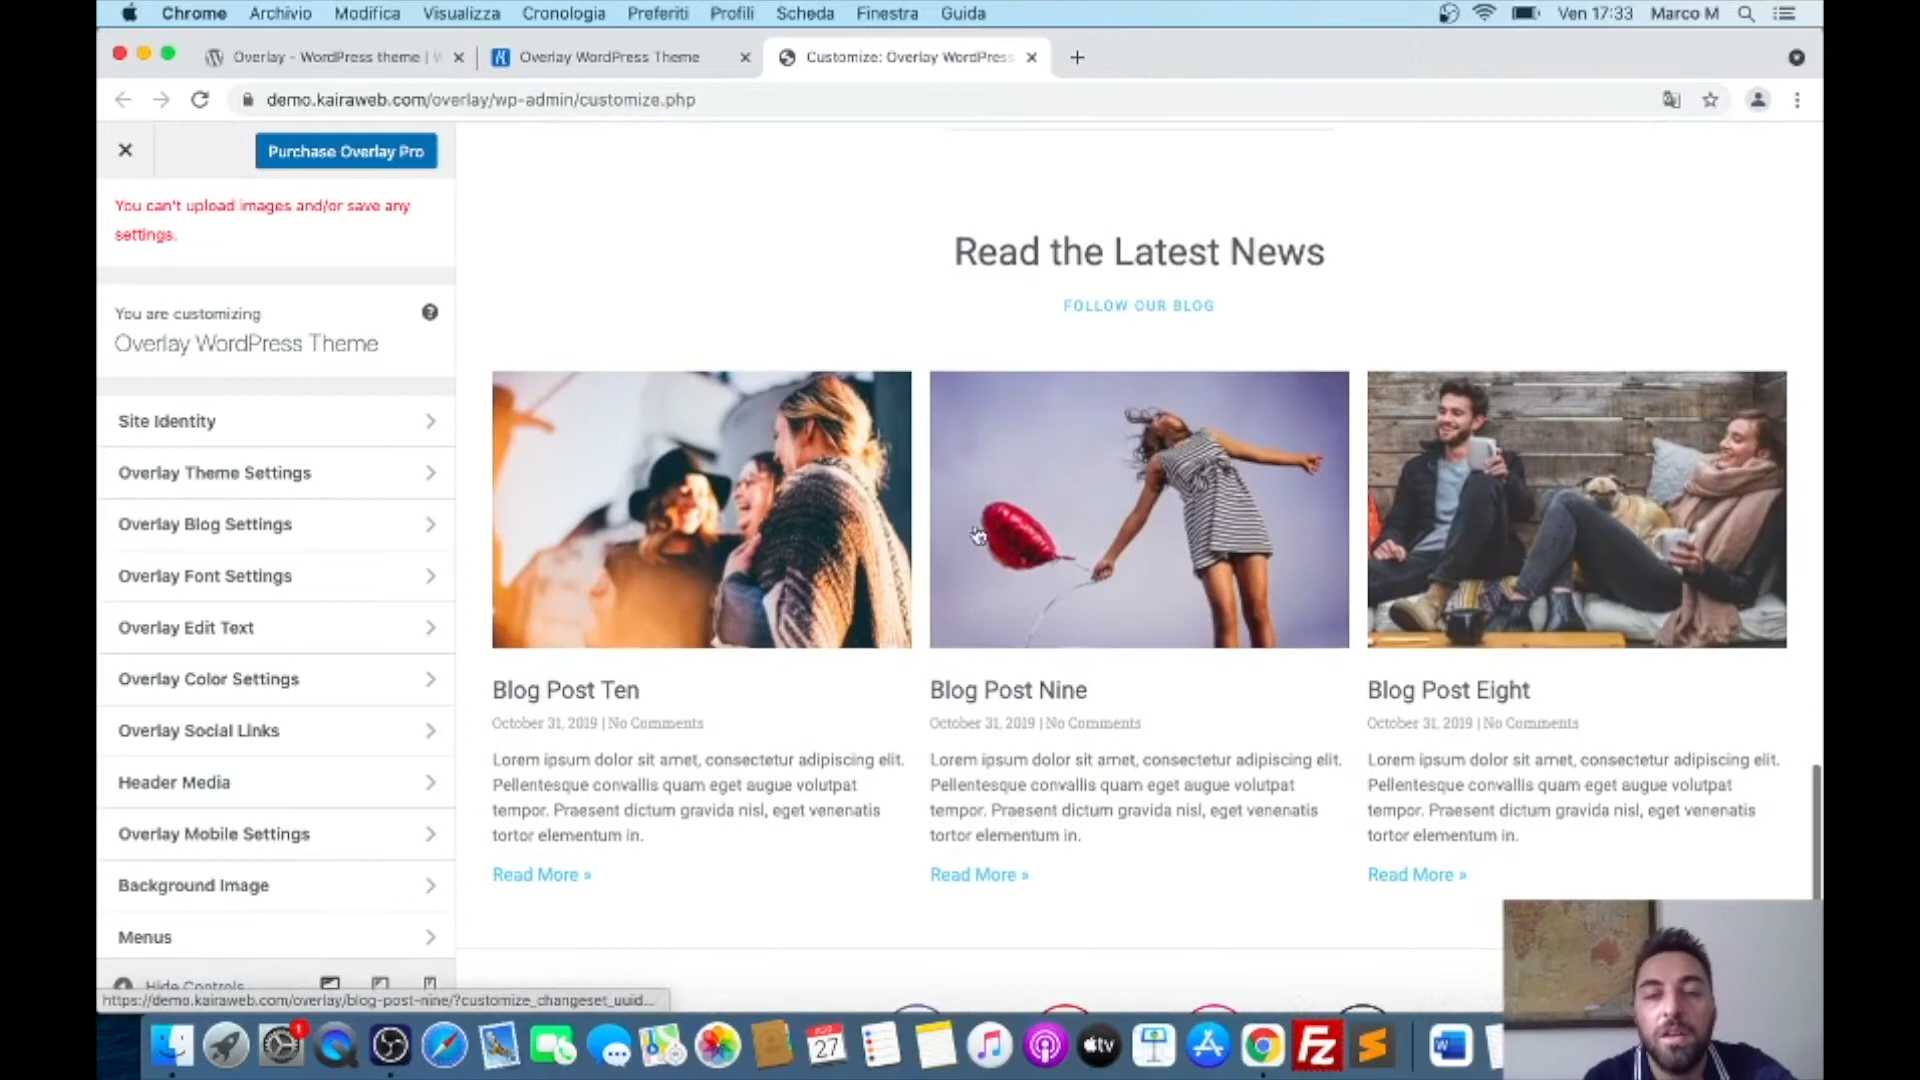 Chrome Archivio Modifica Visualizza Cronologia Preferiti Profili Scheda Finestra Guida Ven 17:33 Marco M
Overlay – WordPress theme | Overlay WordPress Theme Customize: Overlay WordPress
demo.kairaweb.com/overlay/wp-admin/customize.php
Purchase Overlay Pro
You can't upload images and/or save any
settings.
You are customizing
Overlay WordPress Theme
Site Identity
Overlay Theme Settings
Overlay Blog Settings
Overlay Font Settings
Overlay Edit Text
Overlay Color Settings
Overlay Social Links
Header Media
Overlay Mobile Settings
Background Image
Menus
Hide Controls
https://demo.kairaweb.com/overlay/blog-post-nine/?customize_changeset_uuid...
Read the Latest News
FOLLOW OUR BLOG
Blog Post Ten
October 31, 2019 | No Comments
Lorem ipsum dolor sit amet, consectetur adipiscing elit.
Pellentesque convallis quam eget augue volutpat
tempor. Praesent dictum gravida nisl, eget venenatis
tortor elementum in.
Read More »
Blog Post Nine
October 31, 2019 | No Comments
Lorem ipsum dolor sit amet, consectetur adipiscing elit.
Pellentesque convallis quam eget augue volutpat
tempor. Praesent dictum gravida nisl, eget venenatis
tortor elementum in.
Read More »
Blog Post Eight
October 31, 2019 | No Comments
Lorem ipsum dolor sit amet, consectetur adipiscing elit.
Pellentesque convallis quam eget augue volutpat
tempor. Praesent dictum gravida nisl, eget venenatis
tortor elementum in.
Read More »
1
27
tv
Fz
W